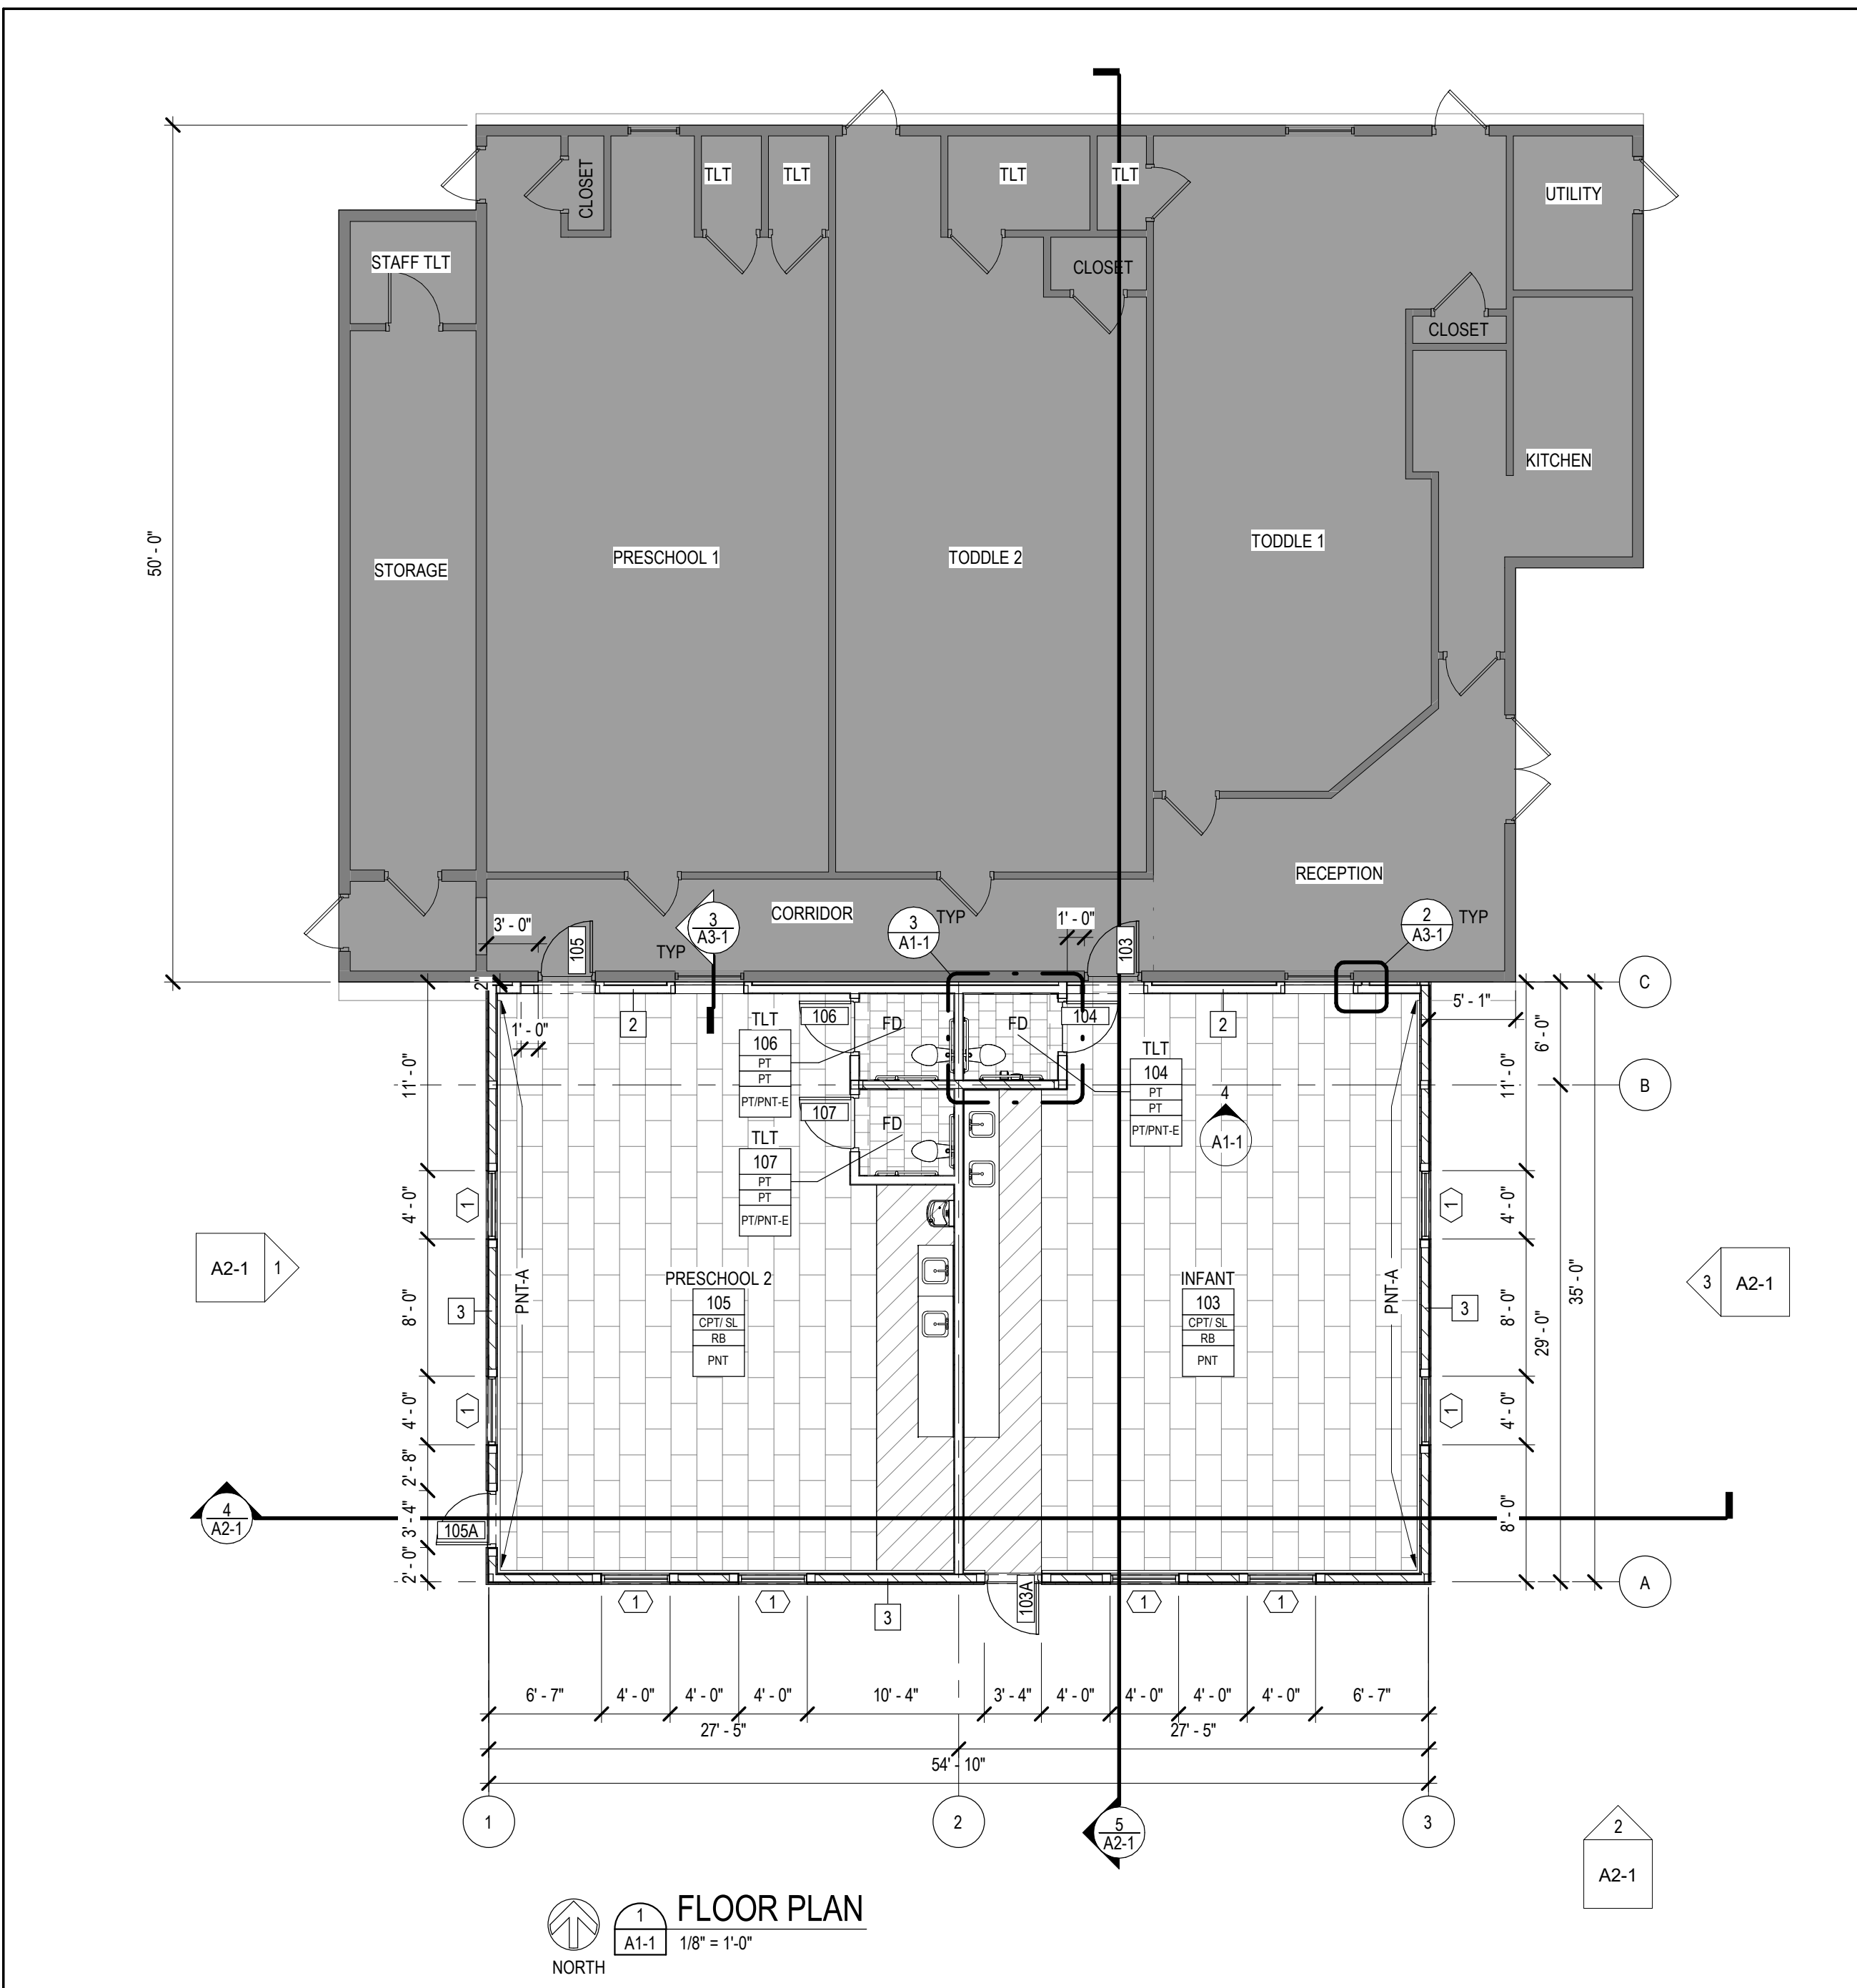 CLOSET
TLT
TLT
TLT
TLT
UTILITY
STAFF TLT
CLOSET
CLOSET
KITCHEN
50' - 0"
STORAGE
PRESCHOOL 1
TODDLE 2
TODDLE 1
RECEPTION
CORRIDOR
3' - 0"
105
TYP
3
A3-1
3
A1-1
TYP
1' - 0"
103
2
A3-1
TYP
C
2"
5' - 1"
6' - 0"
1' - 0"
2
TLT
106
PT
PT
PT/PNT-E
106
FD
FD
104
2
TLT
104
PT
PT
PT/PNT-E
4
A1-1
11' - 0"
11' - 0"
B
107
FD
TLT
107
PT
PT
PT/PNT-E
4' - 0"
1
1
4' - 0"
A2-1
1
PNT-A
PRESCHOOL 2
105
CPT/ SL
RB
PNT
INFANT
103
CPT/ SL
RB
PNT
PNT-A
3
A2-1
8' - 0"
3
3
8' - 0"
29' - 0"
35' - 0"
4' - 0"
1
1
4' - 0"
2' - 8"
4
A2-1
3' - 4"
105A
8' - 0"
2' - 0"
A
1
1
3
103A
1
1
6' - 7"
4' - 0"
4' - 0"
4' - 0"
10' - 4"
3' - 4"
4' - 0"
4' - 0"
4' - 0"
4' - 0"
6' - 7"
27' - 5"
27' - 5"
54' - 10"
1
2
5
A2-1
3
2
A2-1
1
A1-1
FLOOR PLAN
1/8" = 1'-0"
NORTH